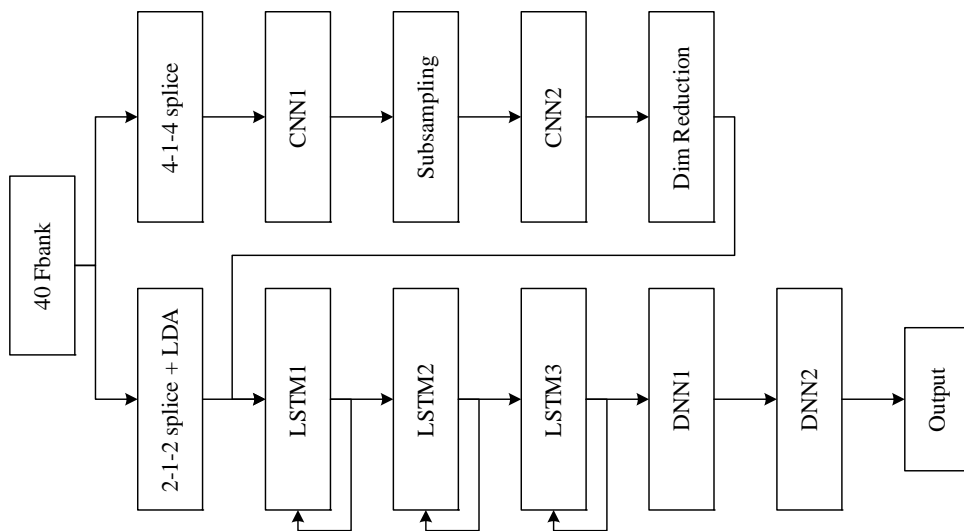 40 Fbank
4-1-4 splice
CNN1
Subsampling
CNN2
Dim Reduction
2-1-2 splice + LDA
LSTM1
LSTM2
LSTM3
DNN1
DNN2
Output